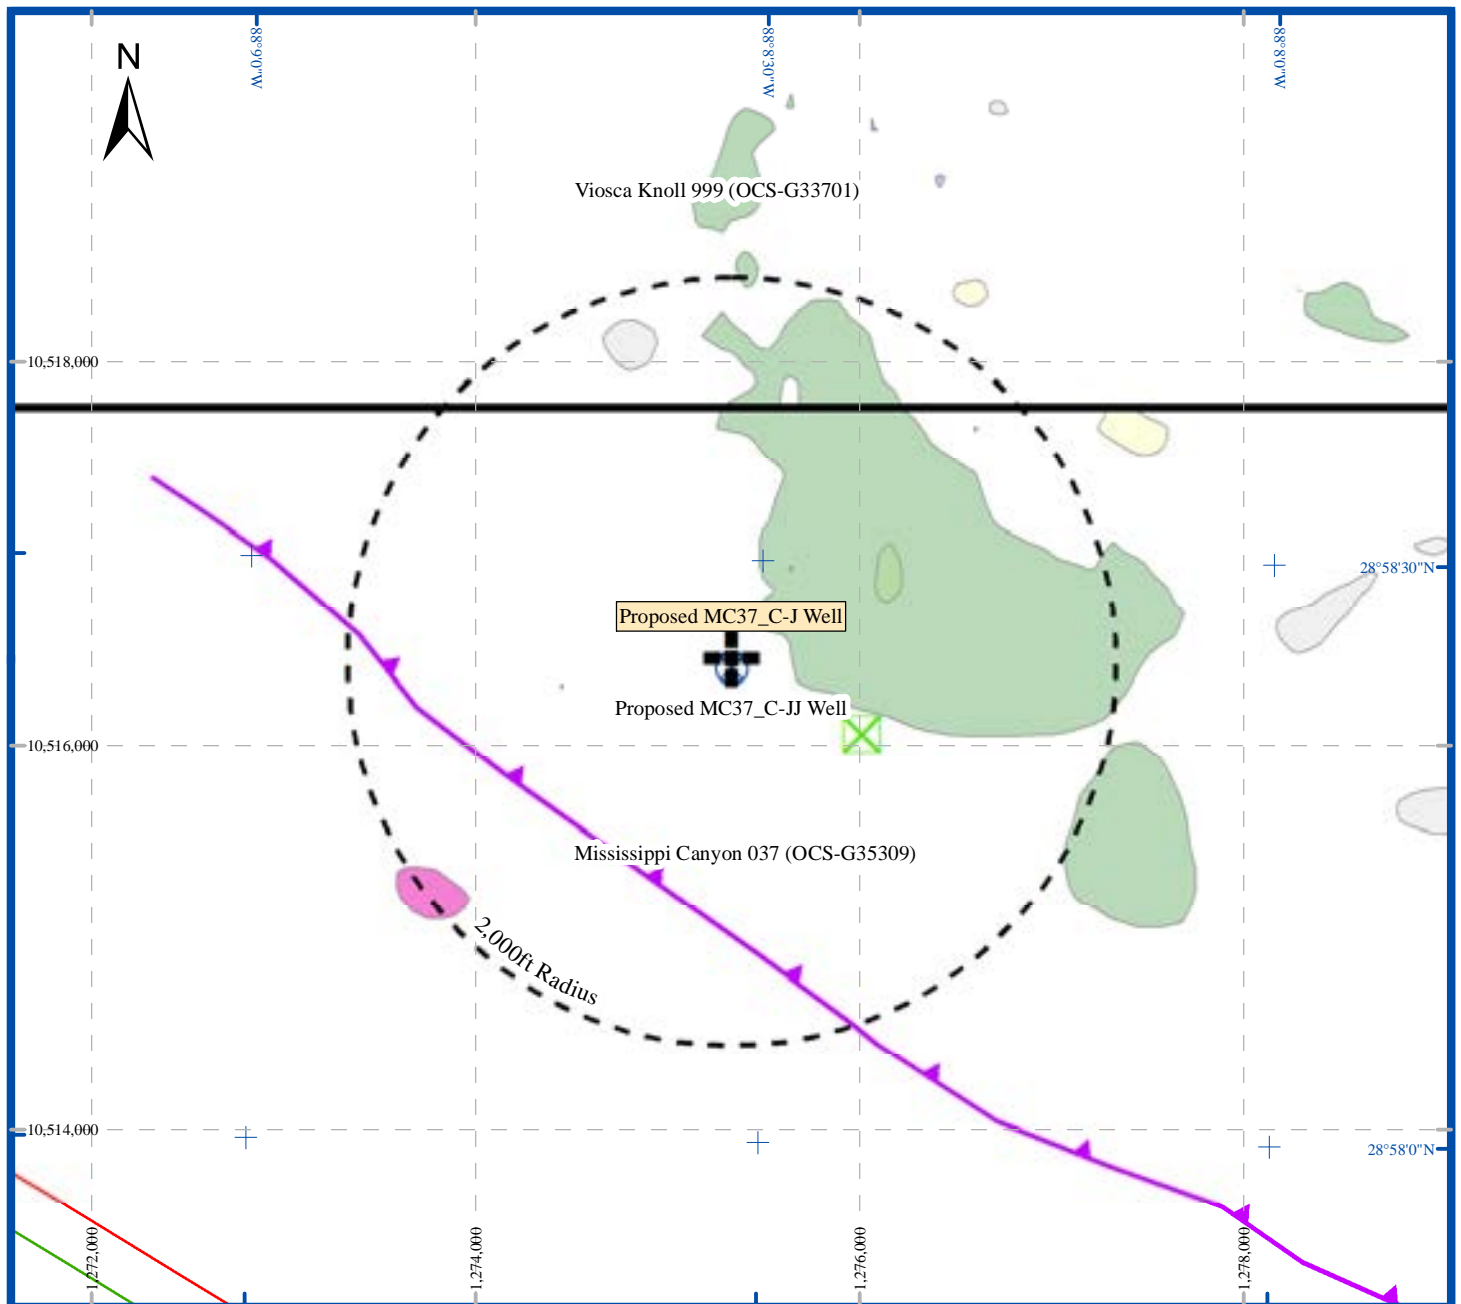 88°9'0"W
88°8'30"W
88°8'0"W
N
Viosca Knoll 999 (OCS-G33701)
10,518,000
28°58'30"N
Proposed MC37_C-J Well
Proposed MC37_C-JJ Well
10,516,000
Mississippi Canyon 037 (OCS-G35309)
2,000ft Radius
10,514,000
28°58'0"N
1,272,000
1,274,000
1,276,000
1,278,000